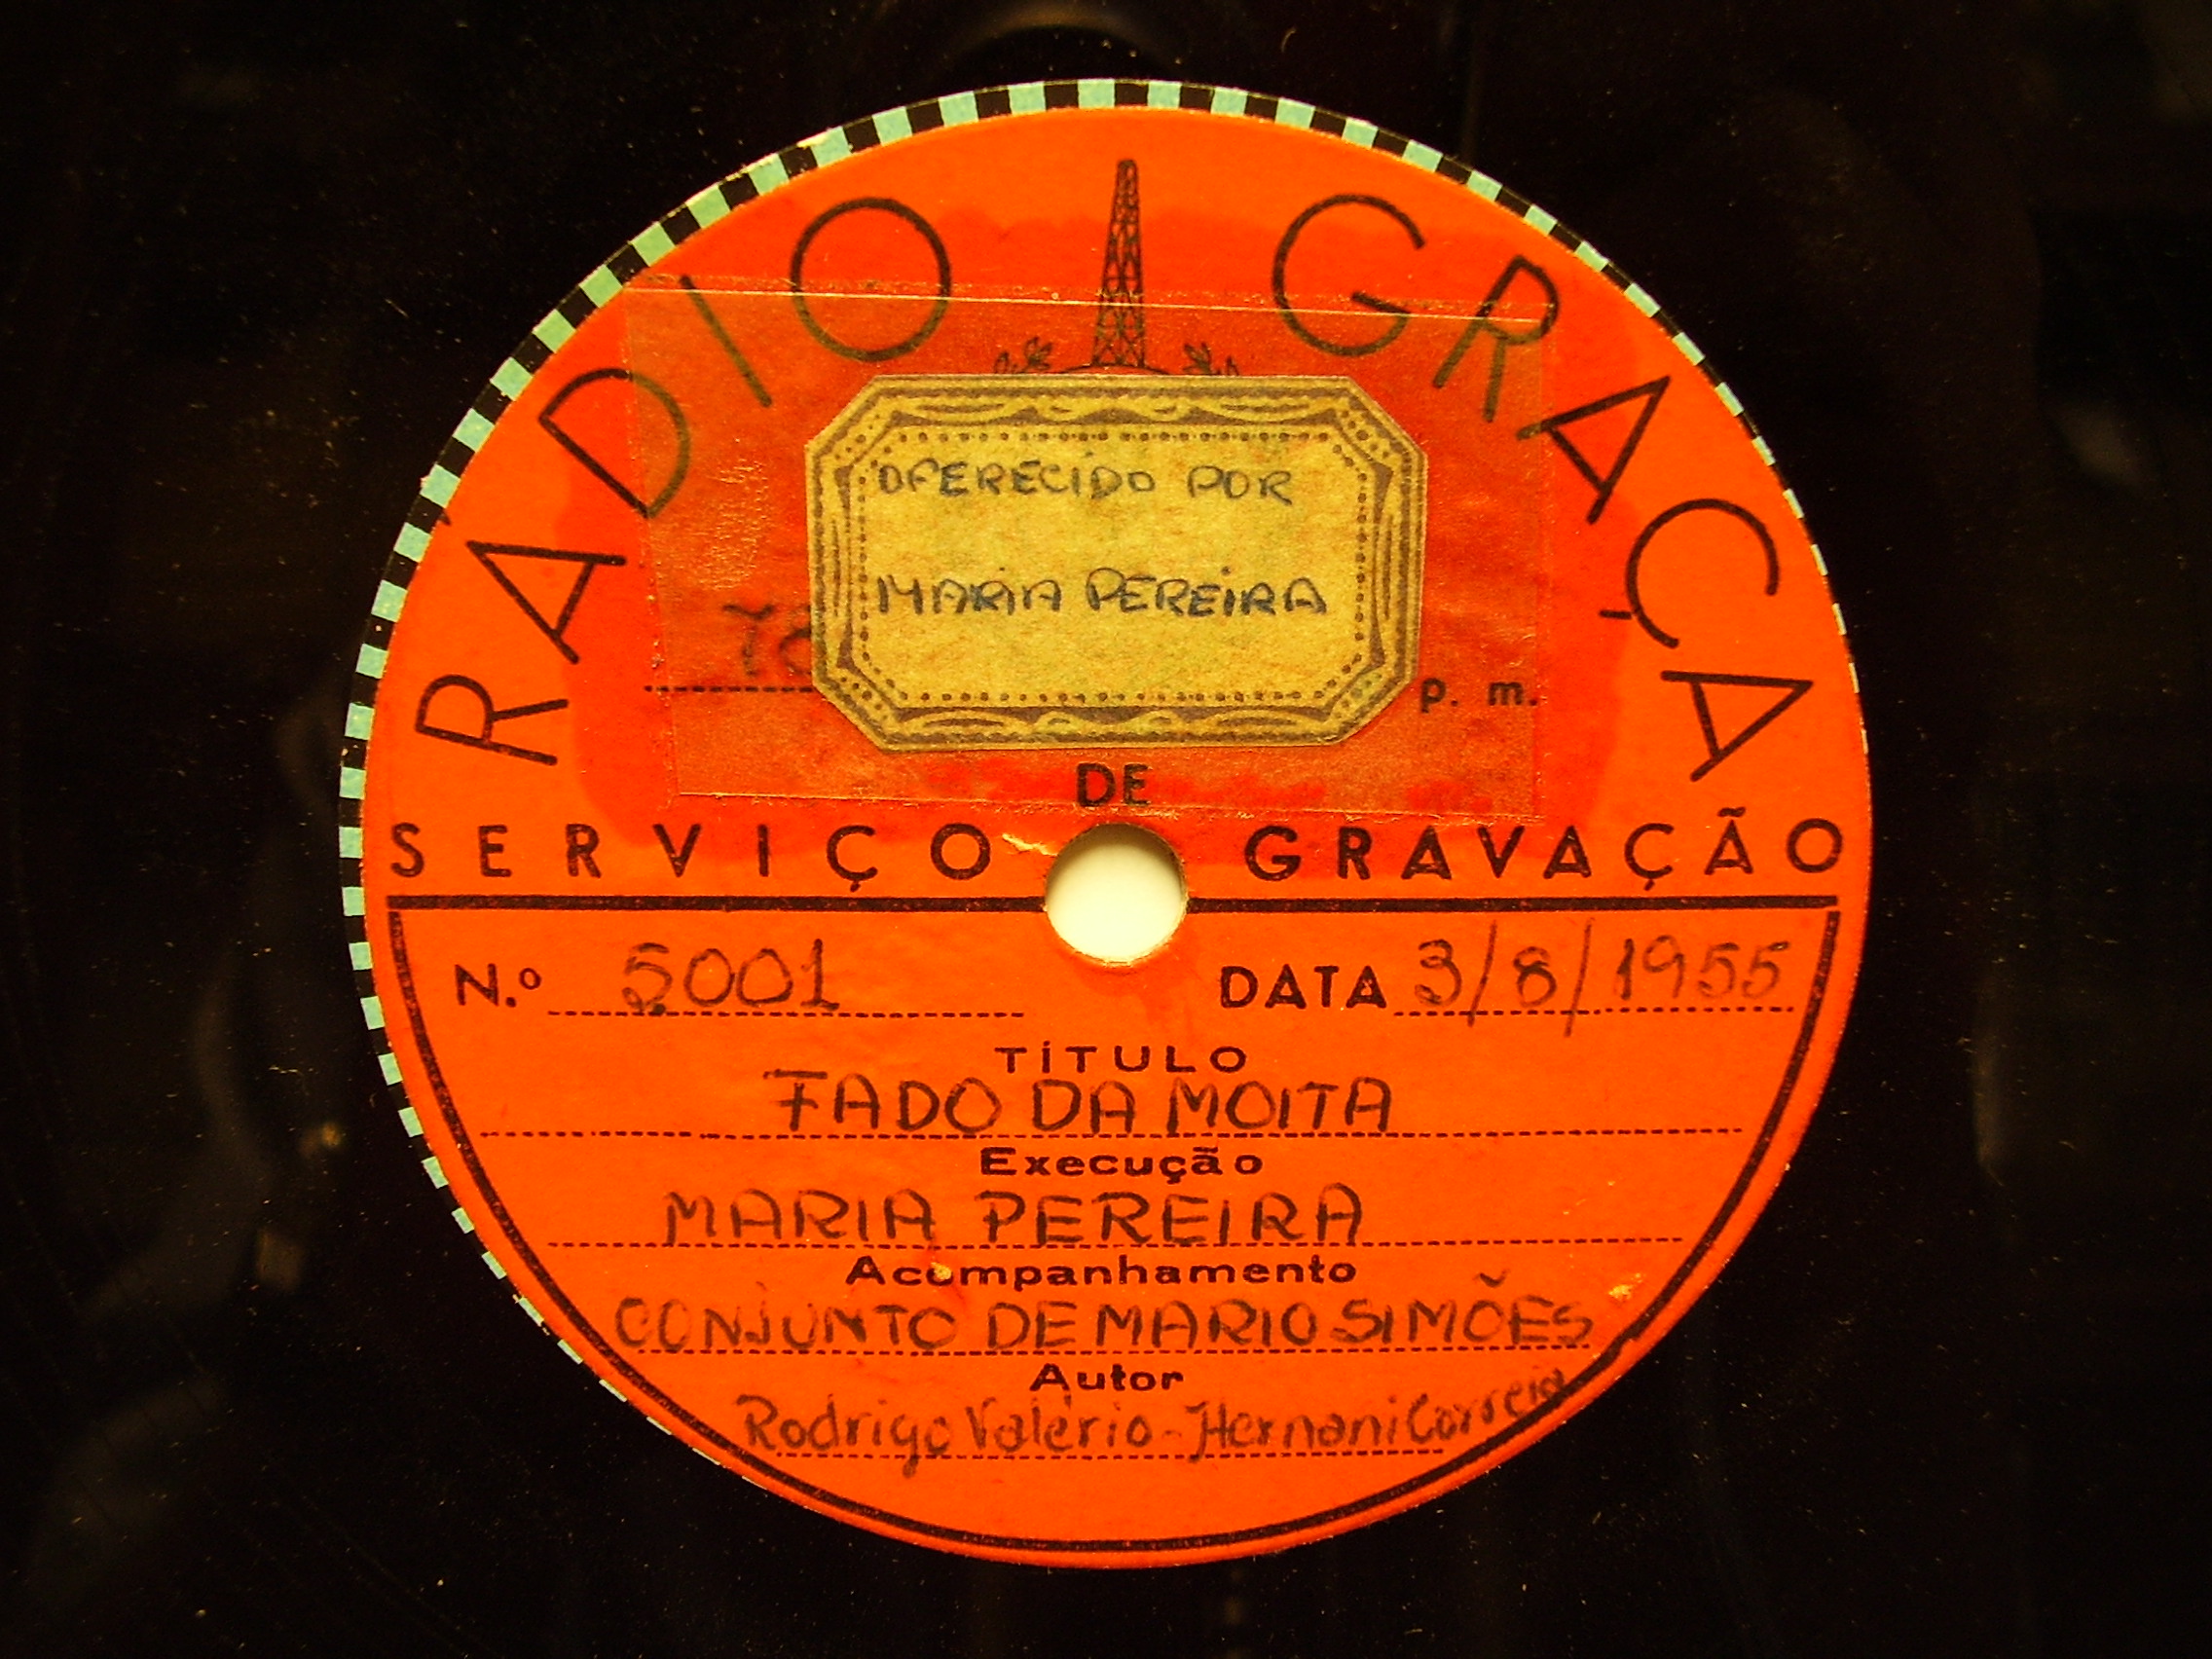 RÁDIO GRAÇA
OFERECIDO POR
MARIA PEREIRA
p. m.
DE
SERVIÇO GRAVAÇÃO
N.º 5001 DATA 3/8/1955
TÍTULO
FADO DA MOITA
Execução
MARIA PEREIRA
Acompanhamento
CONJUNTO DE MARIO SIMÕES
Autor
Rodrigo Valério - Hernani Correia